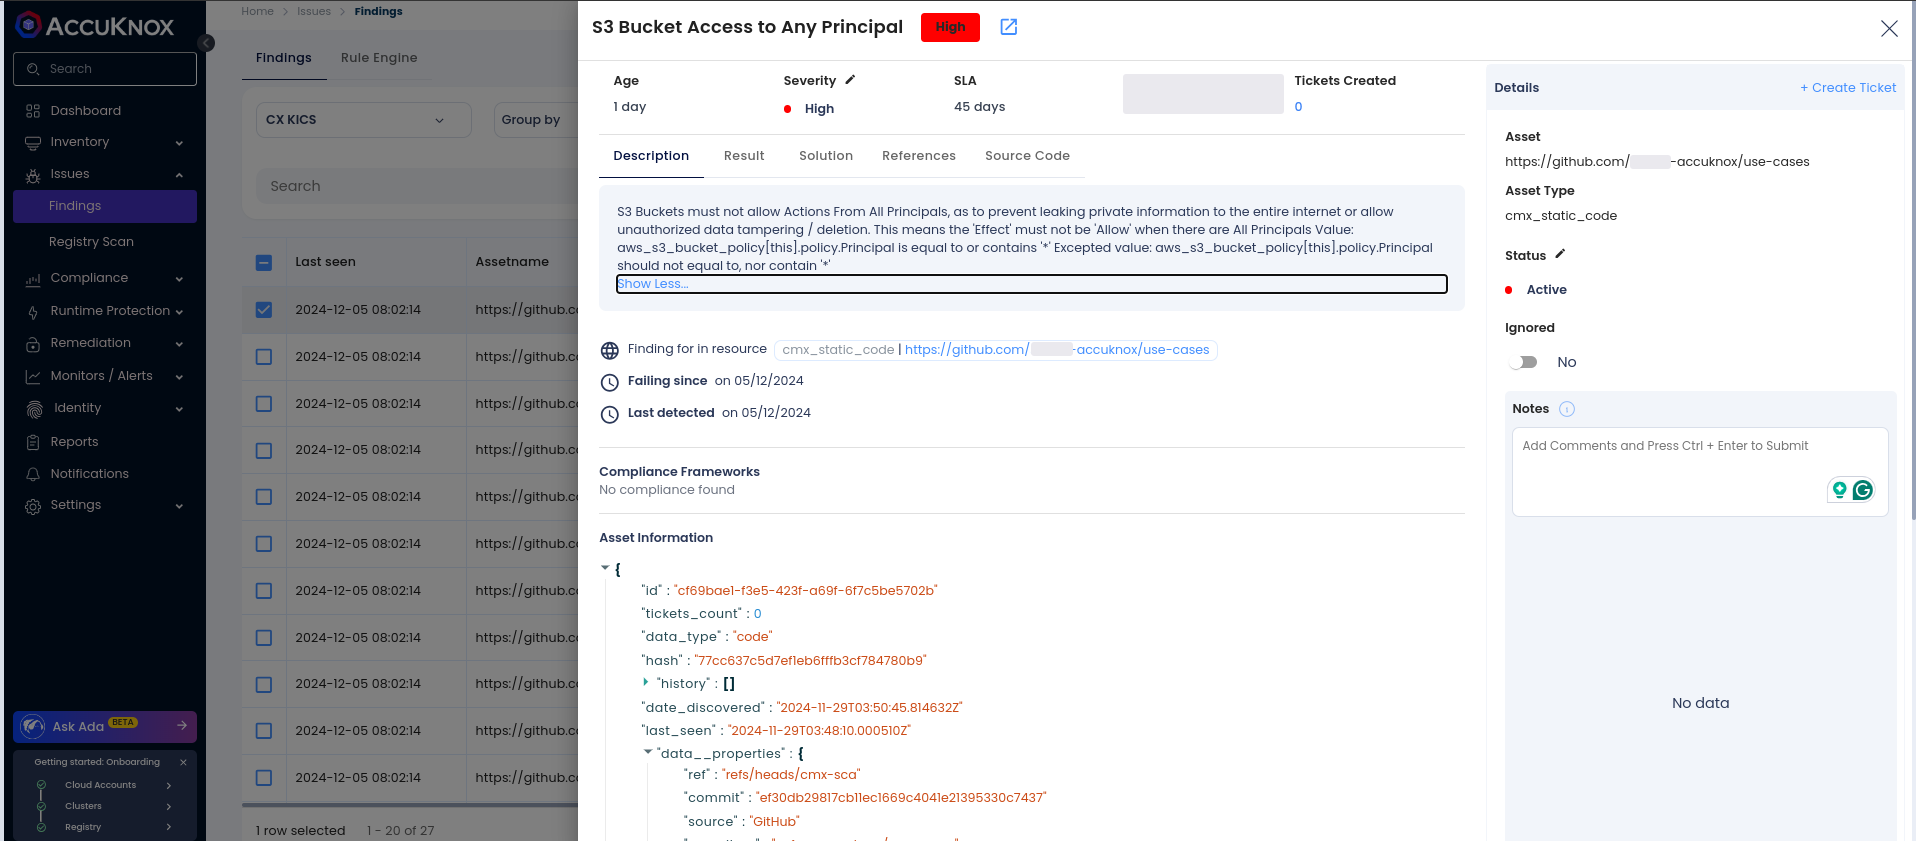 ACCUKNOX
Search
Dashboard
Inventory
Issues
Findings
Registry Scan
Compliance
Runtime Protection
Remediation
Monitors / Alerts
Identity
Reports
Notifications
Settings
Ask Ada BETA
Getting started: Onboarding
Cloud Accounts
Clusters
Registry
Home > Issues > Findings
Findings Rule Engine
CX KICS Group by
Search
Last seen Assetname
2024-12-05 08:02:14 https://github.c
2024-12-05 08:02:14 https://github.c
2024-12-05 08:02:14 https://github.c
2024-12-05 08:02:14 https://github.c
2024-12-05 08:02:14 https://github.c
2024-12-05 08:02:14 https://github.c
2024-12-05 08:02:14 https://github.c
2024-12-05 08:02:14 https://github.c
2024-12-05 08:02:14 https://github.c
2024-12-05 08:02:14 https://github.c
2024-12-05 08:02:14 https://github.c
1 row selected 1 - 20 of 27
S3 Bucket Access to Any Principal High
Age Severity SLA Tickets Created
1 day High 45 days 0
Description Result Solution References Source Code
S3 Buckets must not allow Actions From All Principals, as to prevent leaking private information to the entire internet or allow
unauthorized data tampering / deletion. This means the 'Effect' must not be 'Allow' when there are All Principals Value:
aws_s3_bucket_policy[this].policy.Principal is equal to or contains '*' Excepted value: aws_s3_bucket_policy[this].policy.Principal
should not equal to, nor contain '*'
Show Less...
Finding for in resource cmx_static_code | https://github.com/ -accuknox/use-cases
Failing since on 05/12/2024
Last detected on 05/12/2024
Compliance Frameworks
No compliance found
Asset Information
{
"id" : "cf69bae1-f3e5-423f-a69f-6f7c5be5702b"
"tickets_count" : 0
"data_type" : "code"
"hash" : "77cc637c5d7ef1eb6fffb3cf784780b9"
"history" : []
"date_discovered" : "2024-11-29T03:50:45.814632Z"
"last_seen" : "2024-11-29T03:48:10.000510Z"
"data__properties" : {
"ref" : "refs/heads/cmx-sca"
"commit" : "ef30db29817cb11ec1669c4041e21395330c7437"
"source" : "GitHub"
Details + Create Ticket
Asset
https://github.com/ -accuknox/use-cases
Asset Type
cmx_static_code
Status
Active
Ignored
No
Notes
Add Comments and Press Ctrl + Enter to Submit
No data